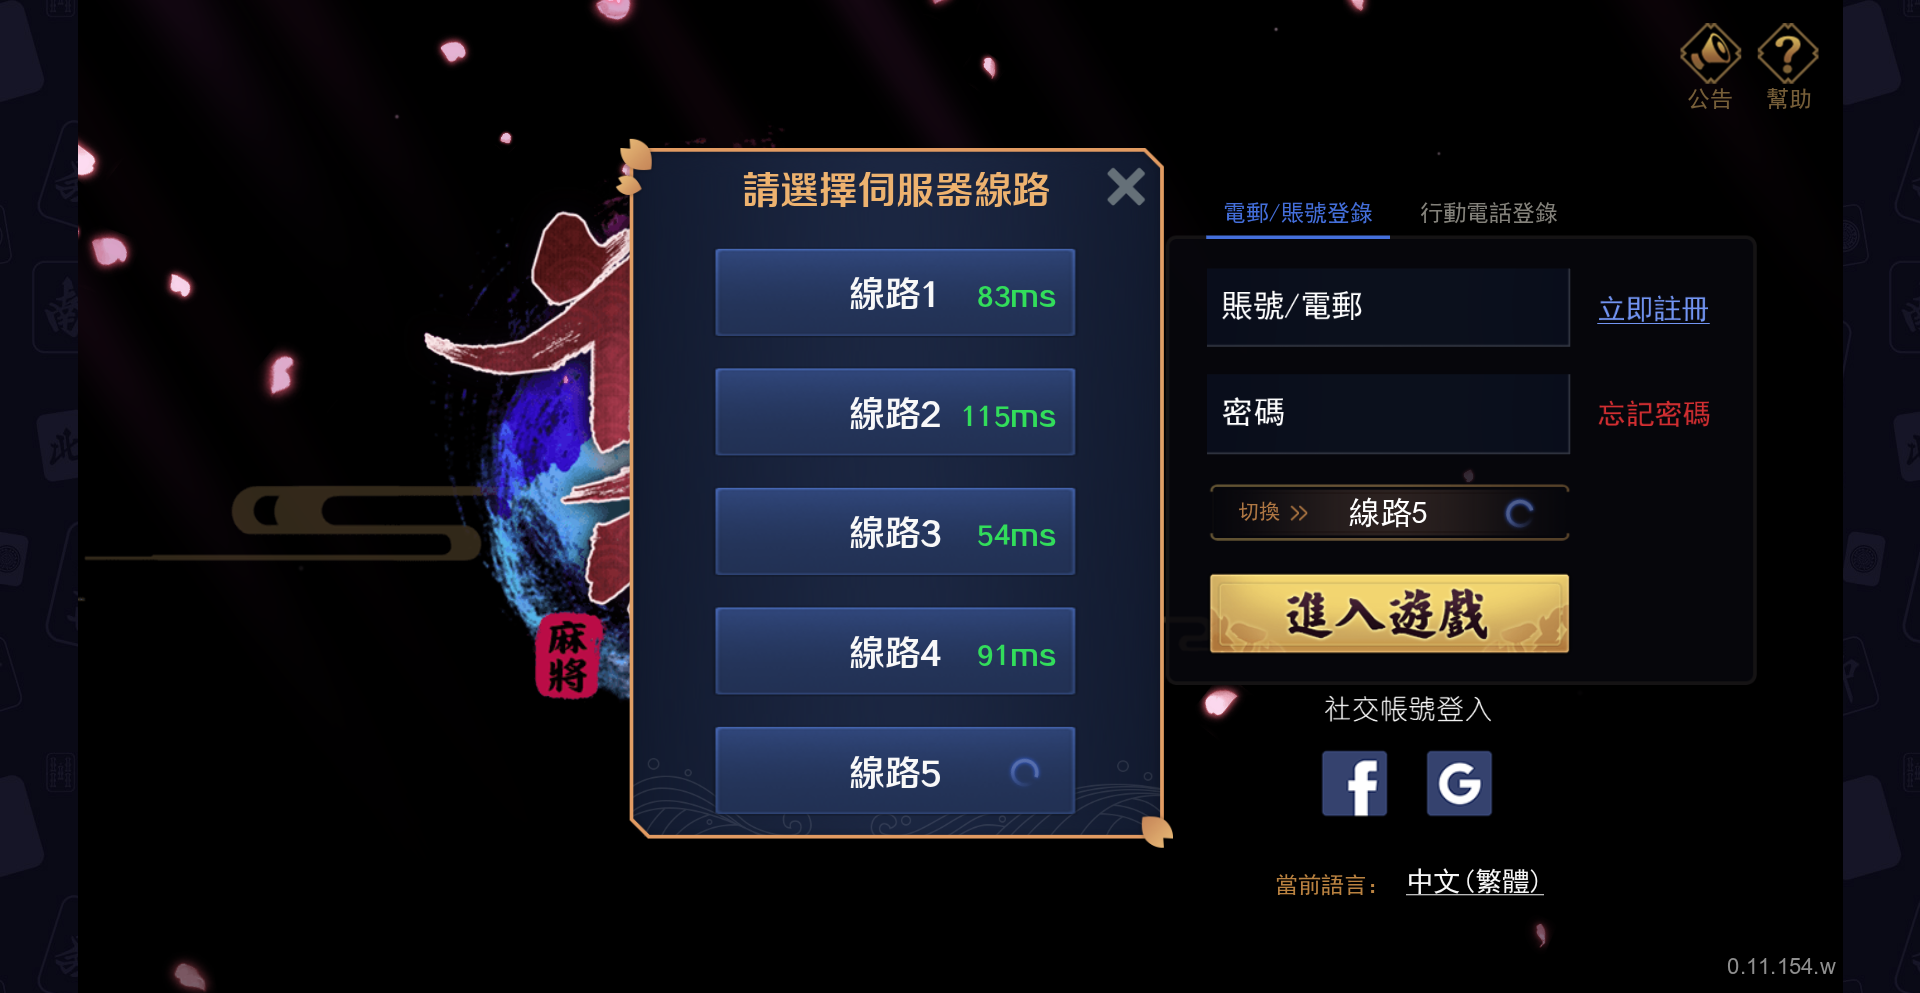 公告
幫助
請選擇伺服器線路
線路1 83ms
線路2 115ms
線路3 54ms
線路4 91ms
線路5
電郵/賬號登錄
行動電話登錄
賬號/電郵
立即註冊
密碼
忘記密碼
切換 >> 線路5
進入遊戲
社交帳號登入
f
G
當前語言： 中文(繁體)
0.11.154.w
麻
將